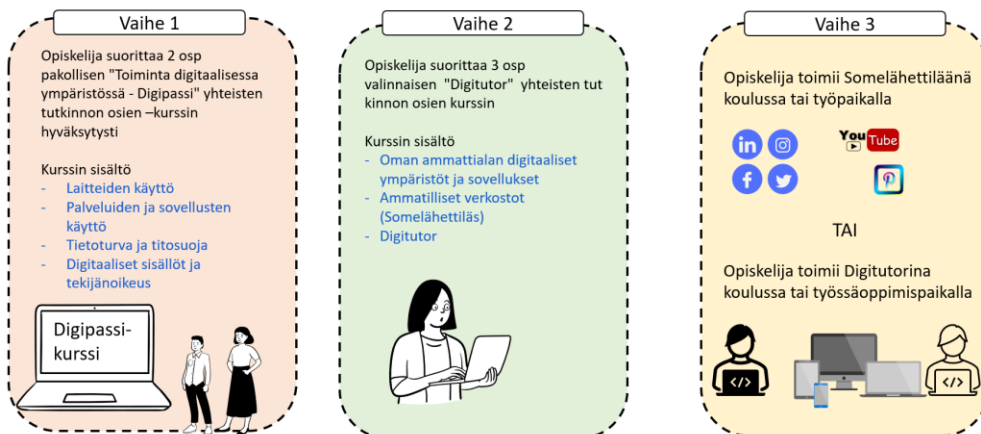 Vaihe 1
Opiskelija suorittaa 2 osp
pakollisen "Toiminta digitaalisessa
ympäristössä - Digipassi" yhteisten
tutkinnon osien –kurssin
hyväksytysti
Kurssin sisältö
- Laitteiden käyttö
- Palveluiden ja sovellusten
käyttö
- Tietoturva ja titosuoja
- Digitaaliset sisällöt ja
tekijänoikeus
Digipassi-
kurssi
Vaihe 2
Opiskelija suorittaa 3 osp
valinnaisen "Digitutor" yhteisten tut
kinnon osien kurssin
Kurssin sisältö
- Oman ammattialan digitaaliset
ympäristöt ja sovellukset
- Ammatilliset verkostot
(Somelähettiläs)
- Digitutor
Vaihe 3
Opiskelija toimii Somelähettiläänä
koulussa tai työpaikalla
in
You Tube
f
P
TAI
Opiskelija toimii Digitutorina
koulussa tai työssäoppimispaikalla
</> </>